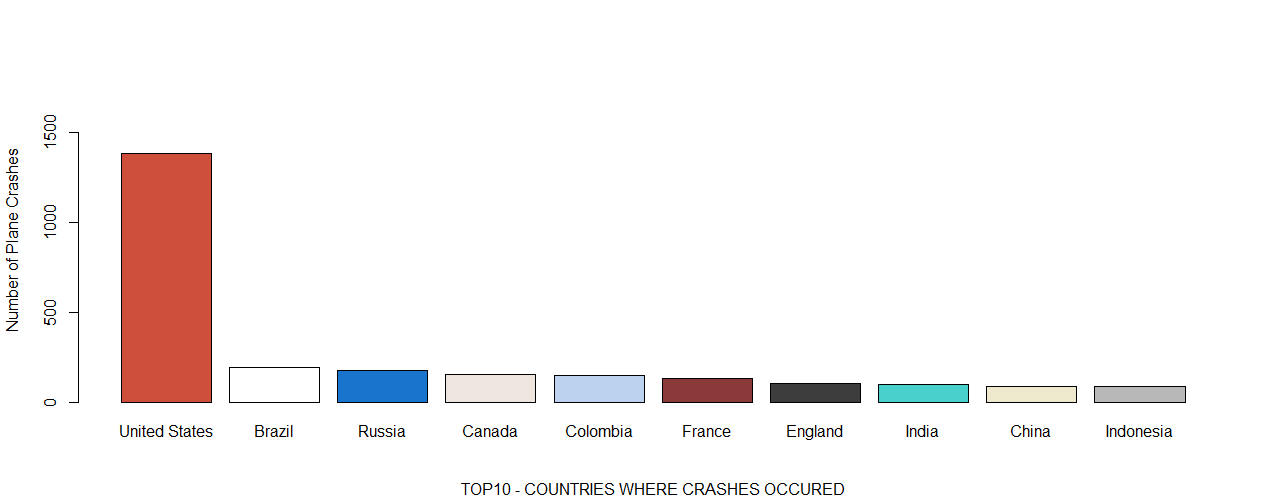 1500
1000
500
0
Number of Plane Crashes
United States Brazil Russia Canada Colombia France England India China Indonesia
TOP10 - COUNTRIES WHERE CRASHES OCCURED